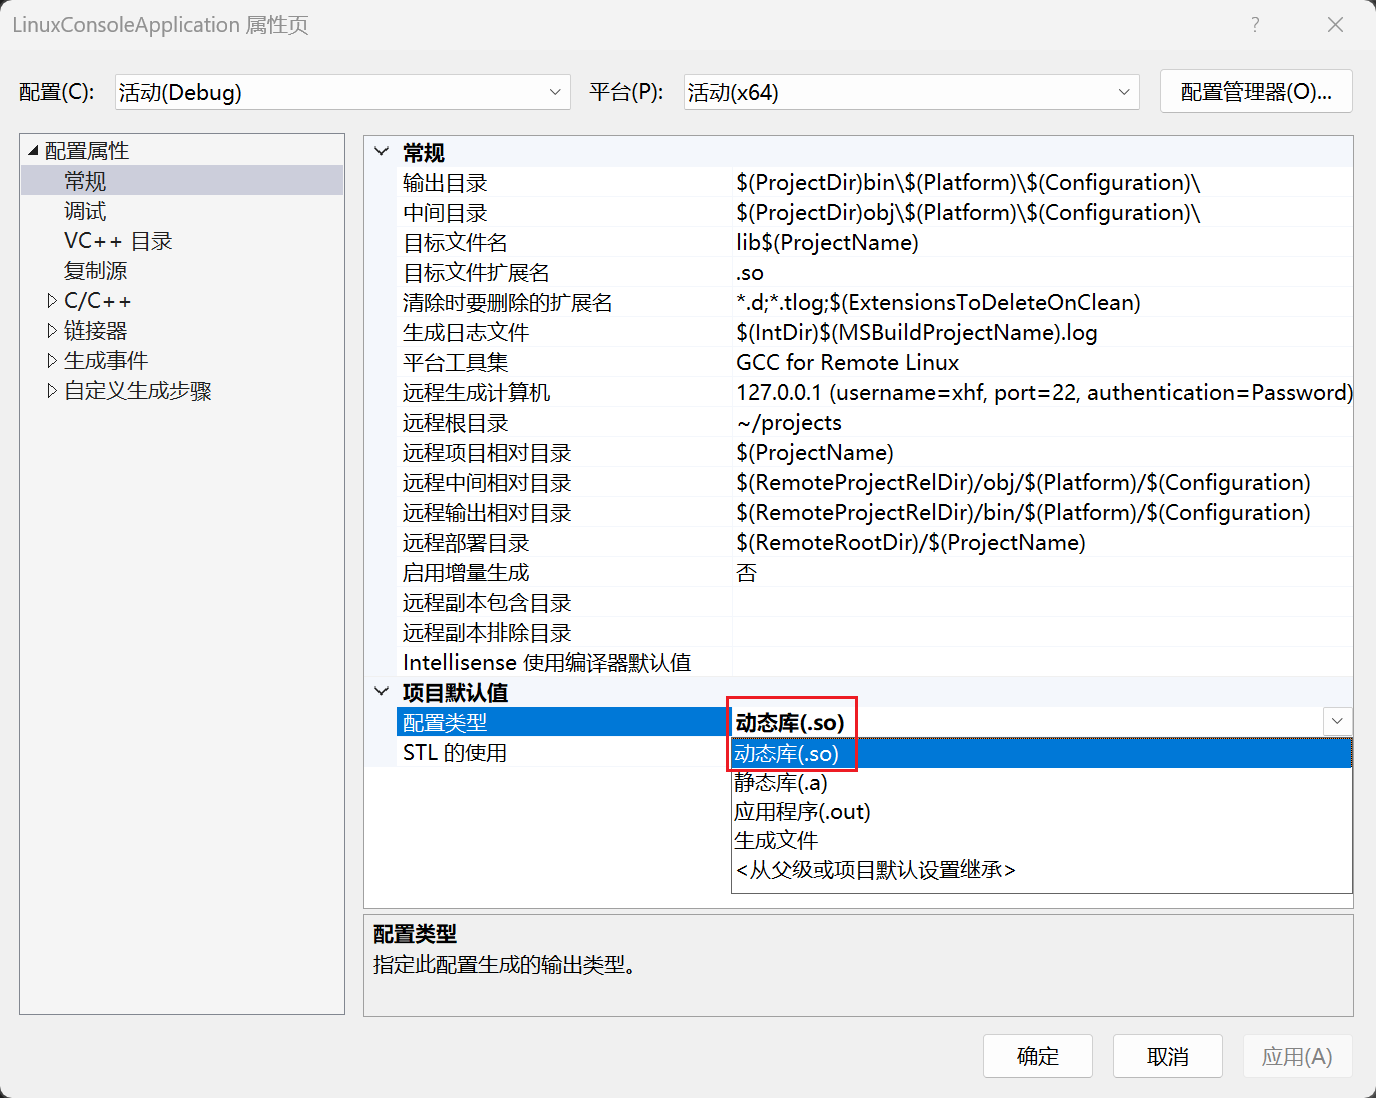 LinuxConsoleApplication 属性页
?
配置(C):
活动(Debug)
平台(P):
活动(x64)
配置管理器(O)...
配置属性
常规
调试
VC++ 目录
复制源
C/C++
链接器
生成事件
自定义生成步骤
常规
输出目录 $(ProjectDir)bin\$(Platform)\$(Configuration)\
中间目录 $(ProjectDir)obj\$(Platform)\$(Configuration)\
目标文件名 lib$(ProjectName)
目标文件扩展名 .so
清除时要删除的扩展名 *.d;*.tlog;$(ExtensionsToDeleteOnClean)
生成日志文件 $(IntDir)$(MSBuildProjectName).log
平台工具集 GCC for Remote Linux
远程生成计算机 127.0.0.1 (username=xhf, port=22, authentication=Password)
远程根目录 ~/projects
远程项目相对目录 $(ProjectName)
远程中间相对目录 $(RemoteProjectRelDir)/obj/$(Platform)/$(Configuration)
远程输出相对目录 $(RemoteProjectRelDir)/bin/$(Platform)/$(Configuration)
远程部署目录 $(RemoteRootDir)/$(ProjectName)
启用增量生成 否
远程副本包含目录
远程副本排除目录
Intellisense 使用编译器默认值
项目默认值
配置类型 动态库(.so)
STL 的使用
动态库(.so)
静态库(.a)
应用程序(.out)
生成文件
<从父级或项目默认设置继承>
配置类型
指定此配置生成的输出类型。
确定
取消
应用(A)